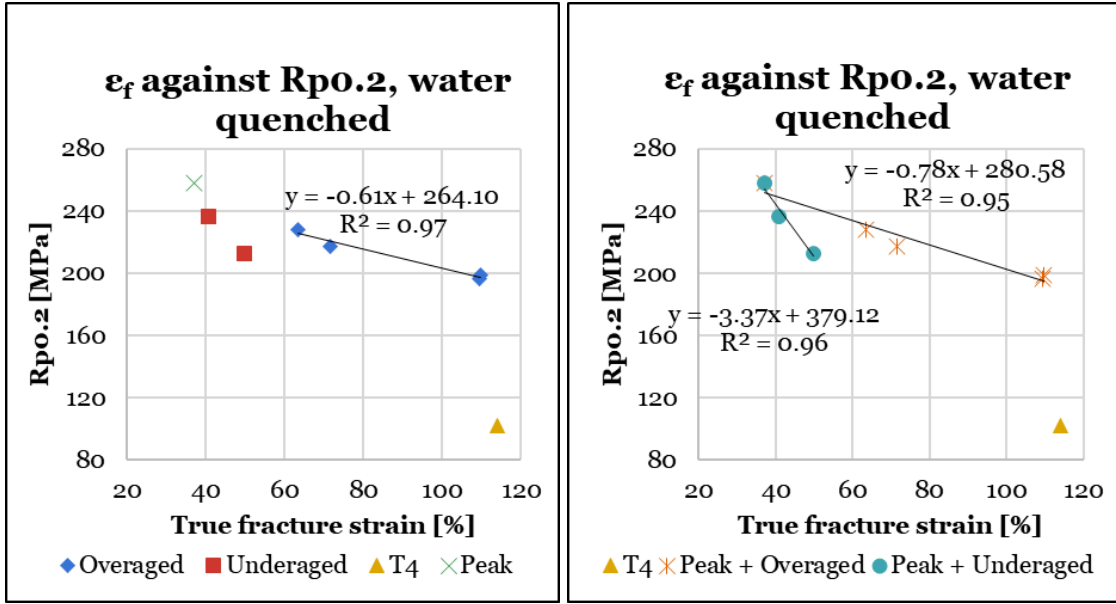 εf against Rp0.2, water
quenched
280
240
200
160
120
80
20 40 60 80 100 120
Rp0.2 [MPa]
True fracture strain [%]
y = -0.61x + 264.10
R² = 0.97
Overaged Underaged T4 Peak
εf against Rp0.2, water
quenched
280
240
200
160
120
80
20 40 60 80 100 120
Rp0.2 [MPa]
True fracture strain [%]
y = -0.78x + 280.58
R² = 0.95
y = -3.37x + 379.12
R² = 0.96
T4 Peak + Overaged Peak + Underaged